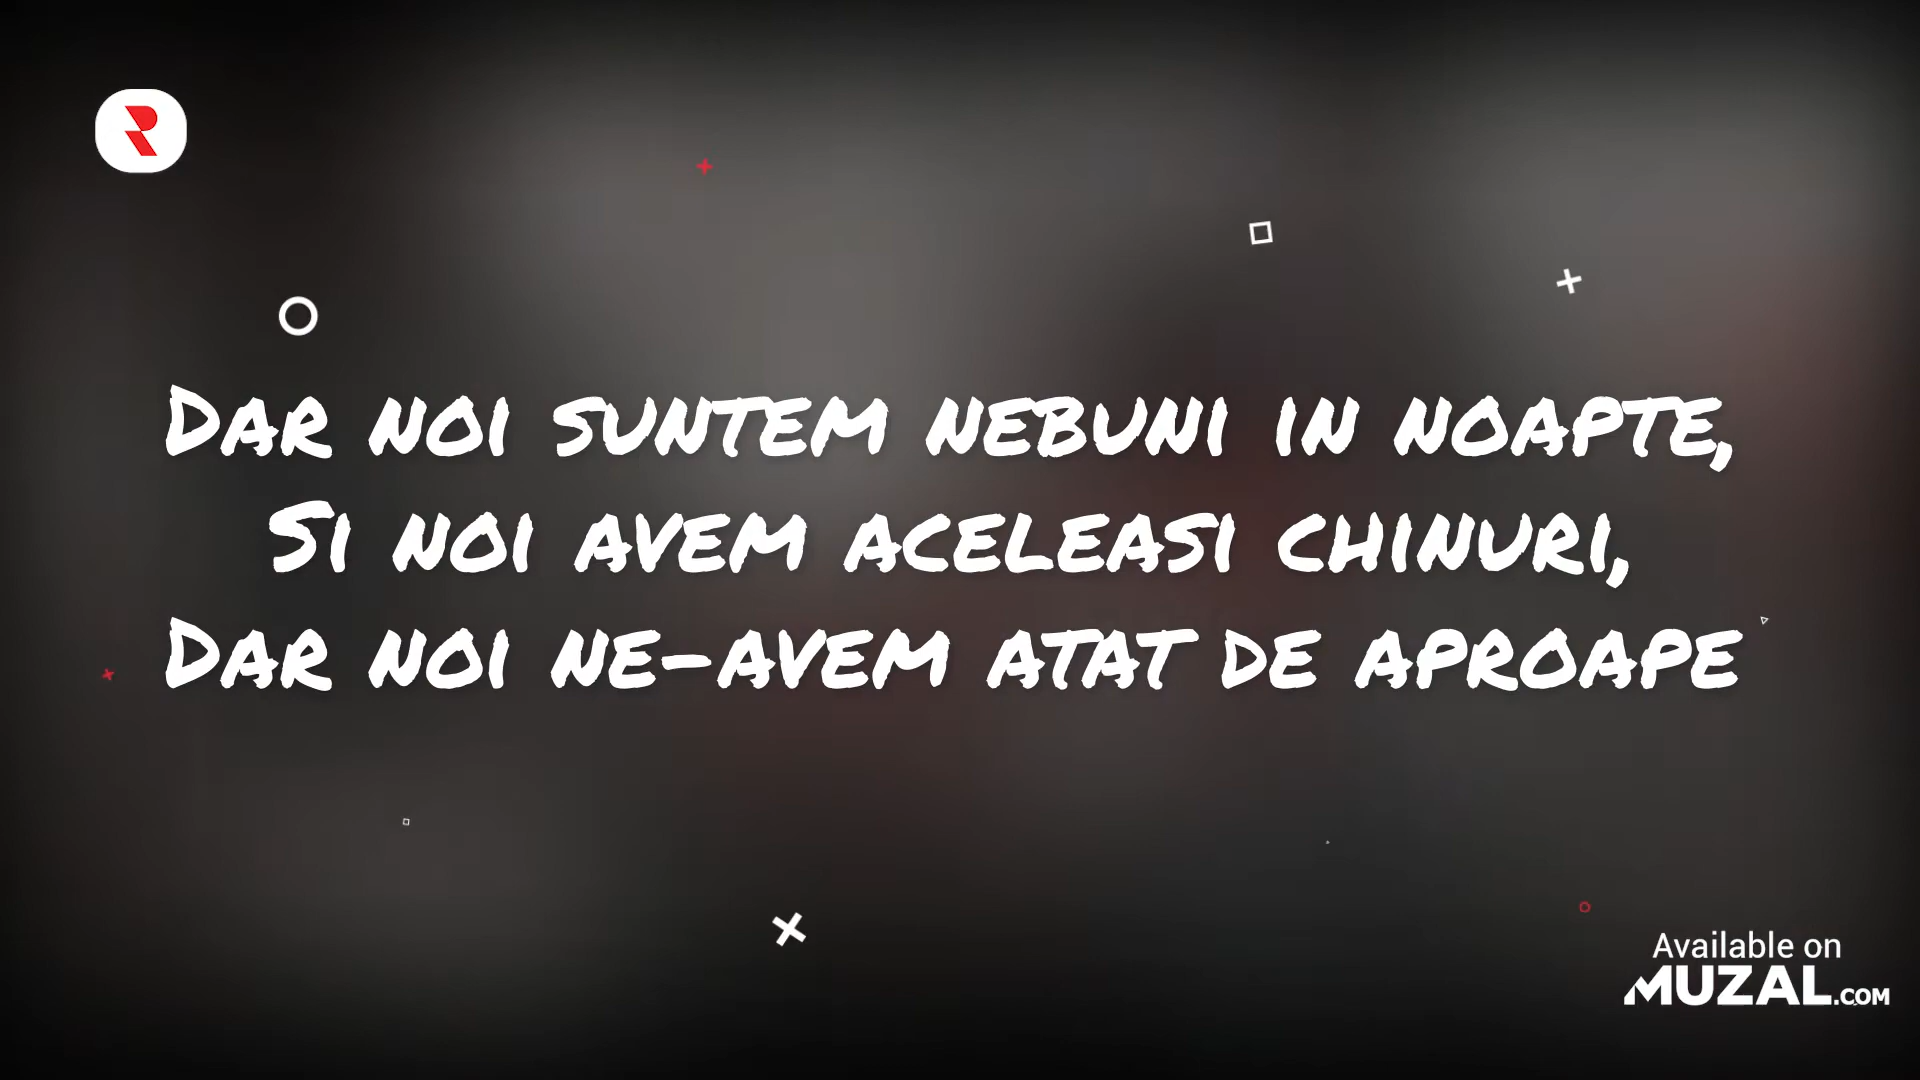 Dar noi suntem nebuni in noapte,
Si noi avem aceleasi chinuri,
Dar noi ne-avem atat de aproape
Available on
MUZAL.COM